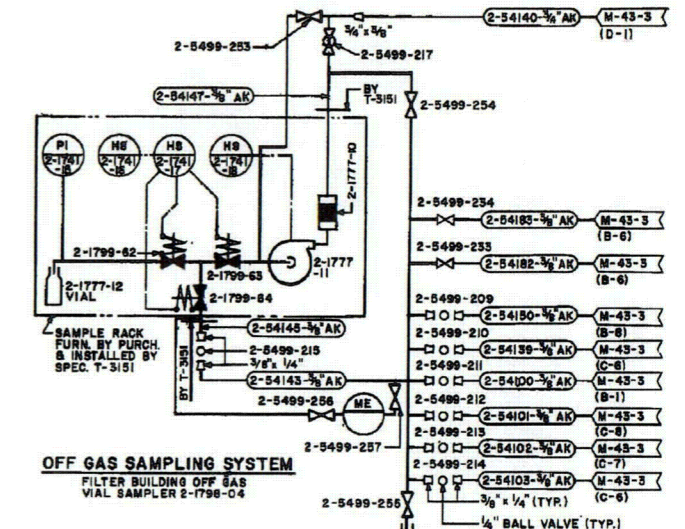 2-54140-3/4"AK
M-43-3
(D-1)
3/4"x3/8"
2-5499-253
2-5499-217
2-54147-3/8"AK
BY
T-3151
2-5499-254
PI
2-1741
HS
2-1741
HS
2-1741
-17
HS
2-1741
-18
2-1777-10
2-5499-234
2-54183-3/8"AK
M-43-3
(B-6)
2-1799-62
2-1799-63
2-1777
-11
2-5499-233
2-54182-3/8"AK
M-43-3
(B-6)
2-1777-12
VIAL
2-1799-64
SAMPLE RACK
FURN. BY PURCH.
& INSTALLED BY
SPEC. T-3151
BY T-3151
2-54145-3/8"AK
2-5499-215
3/8"x 1/4"
2-54143-3/8"AK
2-5499-256
ME
2-5499-257
2-5499-209
2-54150-3/8"AK
M-43-3
(B-8)
2-5499-210
2-54139-3/8"AK
M-43-3
(C-6)
2-5499-211
2-54100-3/8"AK
M-43-3
(B-1)
2-5499-212
2-54101-3/8"AK
M-43-3
(C-8)
2-5499-213
2-54102-3/8"AK
M-43-3
(C-7)
2-5499-214
2-54103-3/8"AK
M-43-3
(C-6)
OFF GAS SAMPLING SYSTEM
FILTER BUILDING OFF GAS
VIAL SAMPLER 2-1798-04
2-5499-255
3/8"x 1/4" (TYP.)
1/4" BALL VALVE (TYP.)